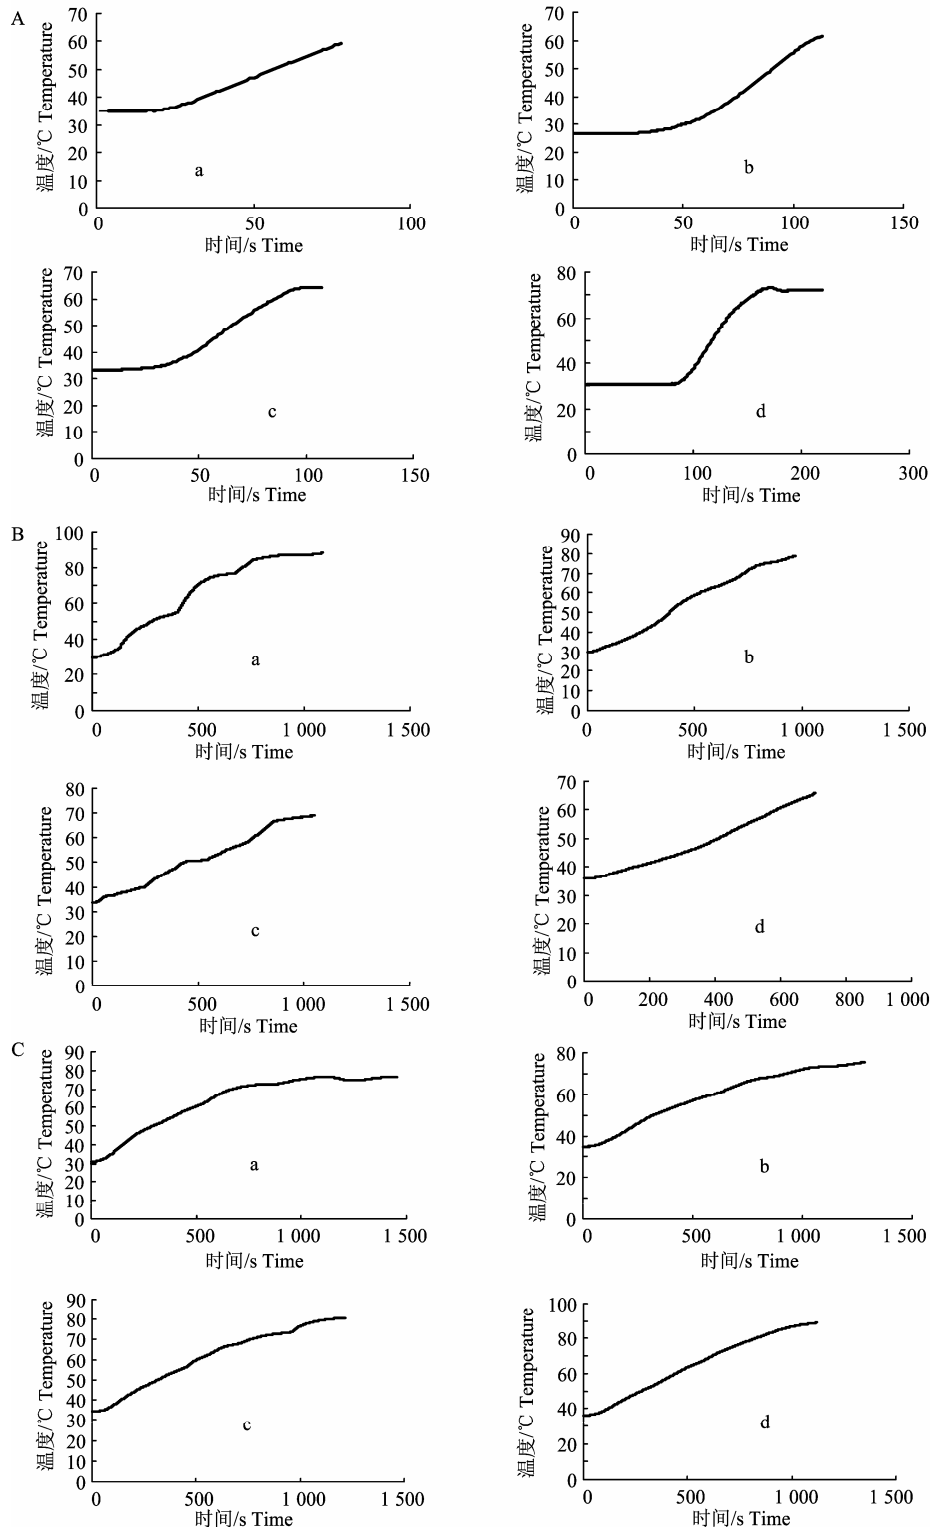 A
温度/℃ Temperature
70
60
50
40
30
20
10
0
a
0 50 100
时间/s Time
温度/℃ Temperature
70
60
50
40
30
20
10
0
b
0 50 100 150
时间/s Time
温度/℃ Temperature
70
60
50
40
30
20
10
0
c
0 50 100 150
时间/s Time
温度/℃ Temperature
80
60
40
20
0
d
0 100 200 300
时间/s Time
B
温度/℃ Temperature
100
80
60
40
20
0
a
0 500 1 000 1 500
时间/s Time
温度/℃ Temperature
90
80
70
60
50
40
30
20
10
0
b
0 500 1 000 1 500
时间/s Time
温度/℃ Temperature
80
70
60
50
40
30
20
10
0
c
0 500 1 000 1 500
时间/s Time
温度/℃ Temperature
70
60
50
40
30
20
10
0
d
0 200 400 600 800 1 000
时间/s Time
C
温度/℃ Temperature
90
80
70
60
50
40
30
20
10
0
a
0 500 1 000 1 500
时间/s Time
温度/℃ Temperature
80
60
40
20
0
b
0 500 1 000 1 500
时间/s Time
温度/℃ Temperature
90
80
70
60
50
40
30
20
10
0
c
0 500 1 000 1 500
时间/s Time
温度/℃ Temperature
100
80
60
40
20
0
d
0 500 1 000 1 500
时间/s Time